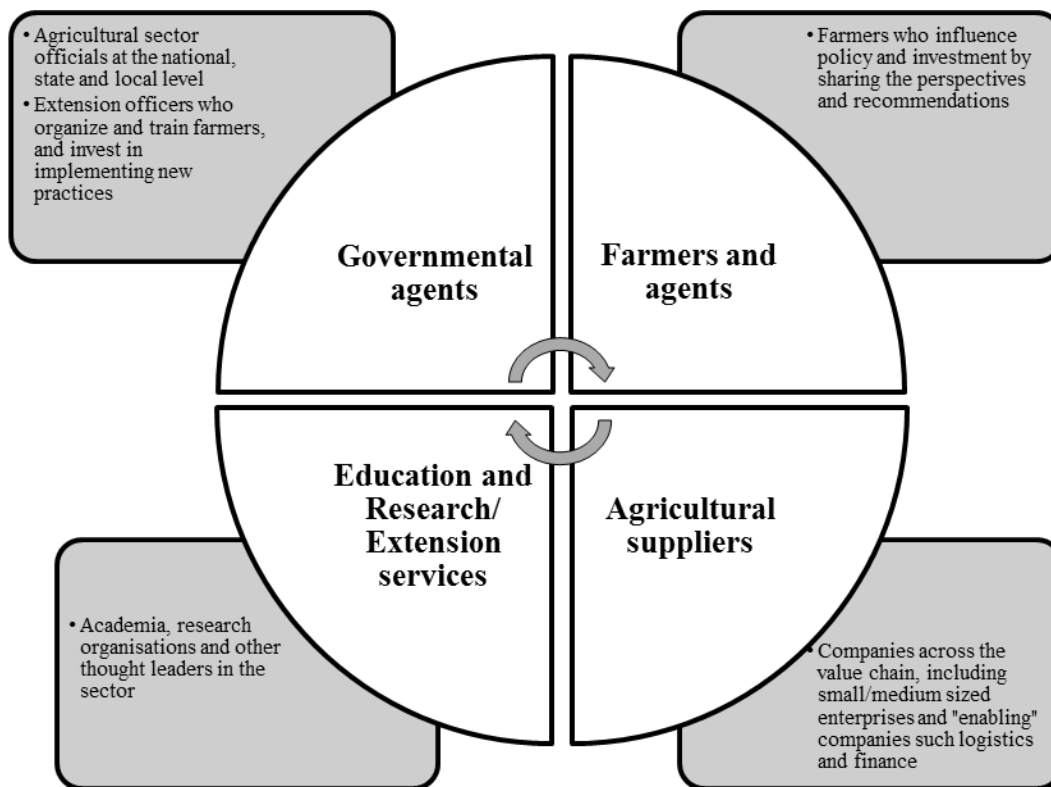 • Agricultural sector
officials at the national,
state and local level
• Extension officers who
organize and train farmers,
and invest in
implementing new
practices
• Farmers who influence
policy and investment by
sharing the perspectives
and recommendations
Governmental
agents
Farmers and
agents
Education and
Research/
Extension
services
Agricultural
suppliers
• Academia, research
organisations and other
thought leaders in the
sector
• Companies across the
value chain, including
small/medium sized
enterprises and "enabling"
companies such logistics
and finance